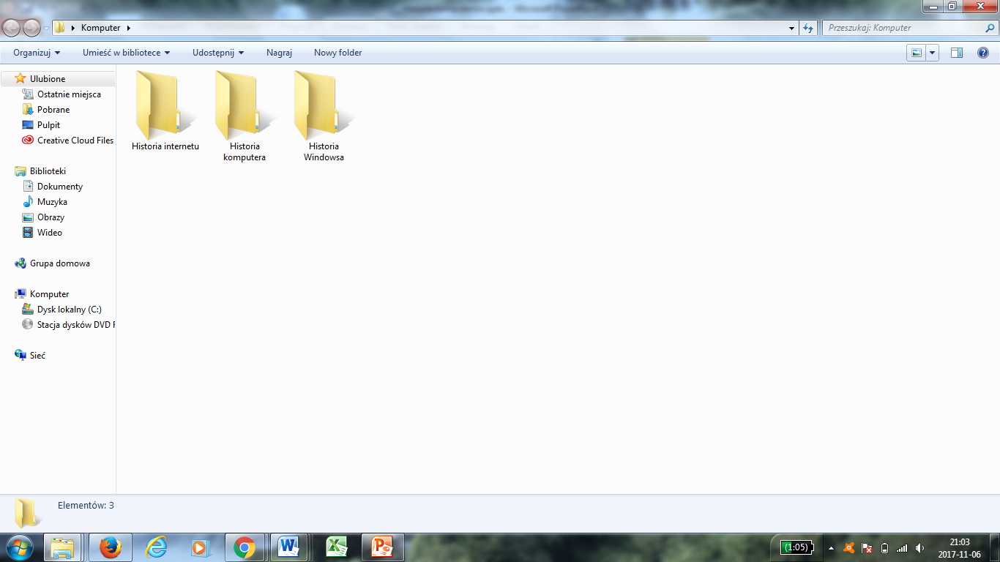 Komputer
Przeszukaj: Komputer
Organizuj
Umieść w bibliotece
Udostępnij
Nagraj
Nowy folder
Ulubione
Ostatnie miejsca
Pobrane
Pulpit
Creative Cloud Files
Biblioteki
Dokumenty
Muzyka
Obrazy
Wideo
Grupa domowa
Komputer
Dysk lokalny (C:)
Stacja dysków DVD
Sieć
Historia internetu
Historia
komputera
Historia
Windowsa
Elementów: 3
(1:05)
21:03
2017-11-06